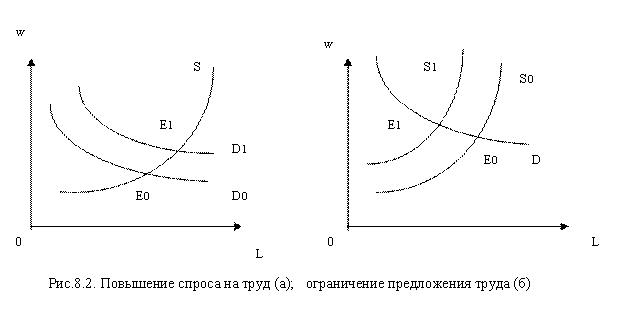 w
S
E1
D1
E0
D0
0
L
w
S1
S0
E1
E0
D
0
L
Рис.8.2. Повышение спроса на труд (а); ограничение предложения труда (б)